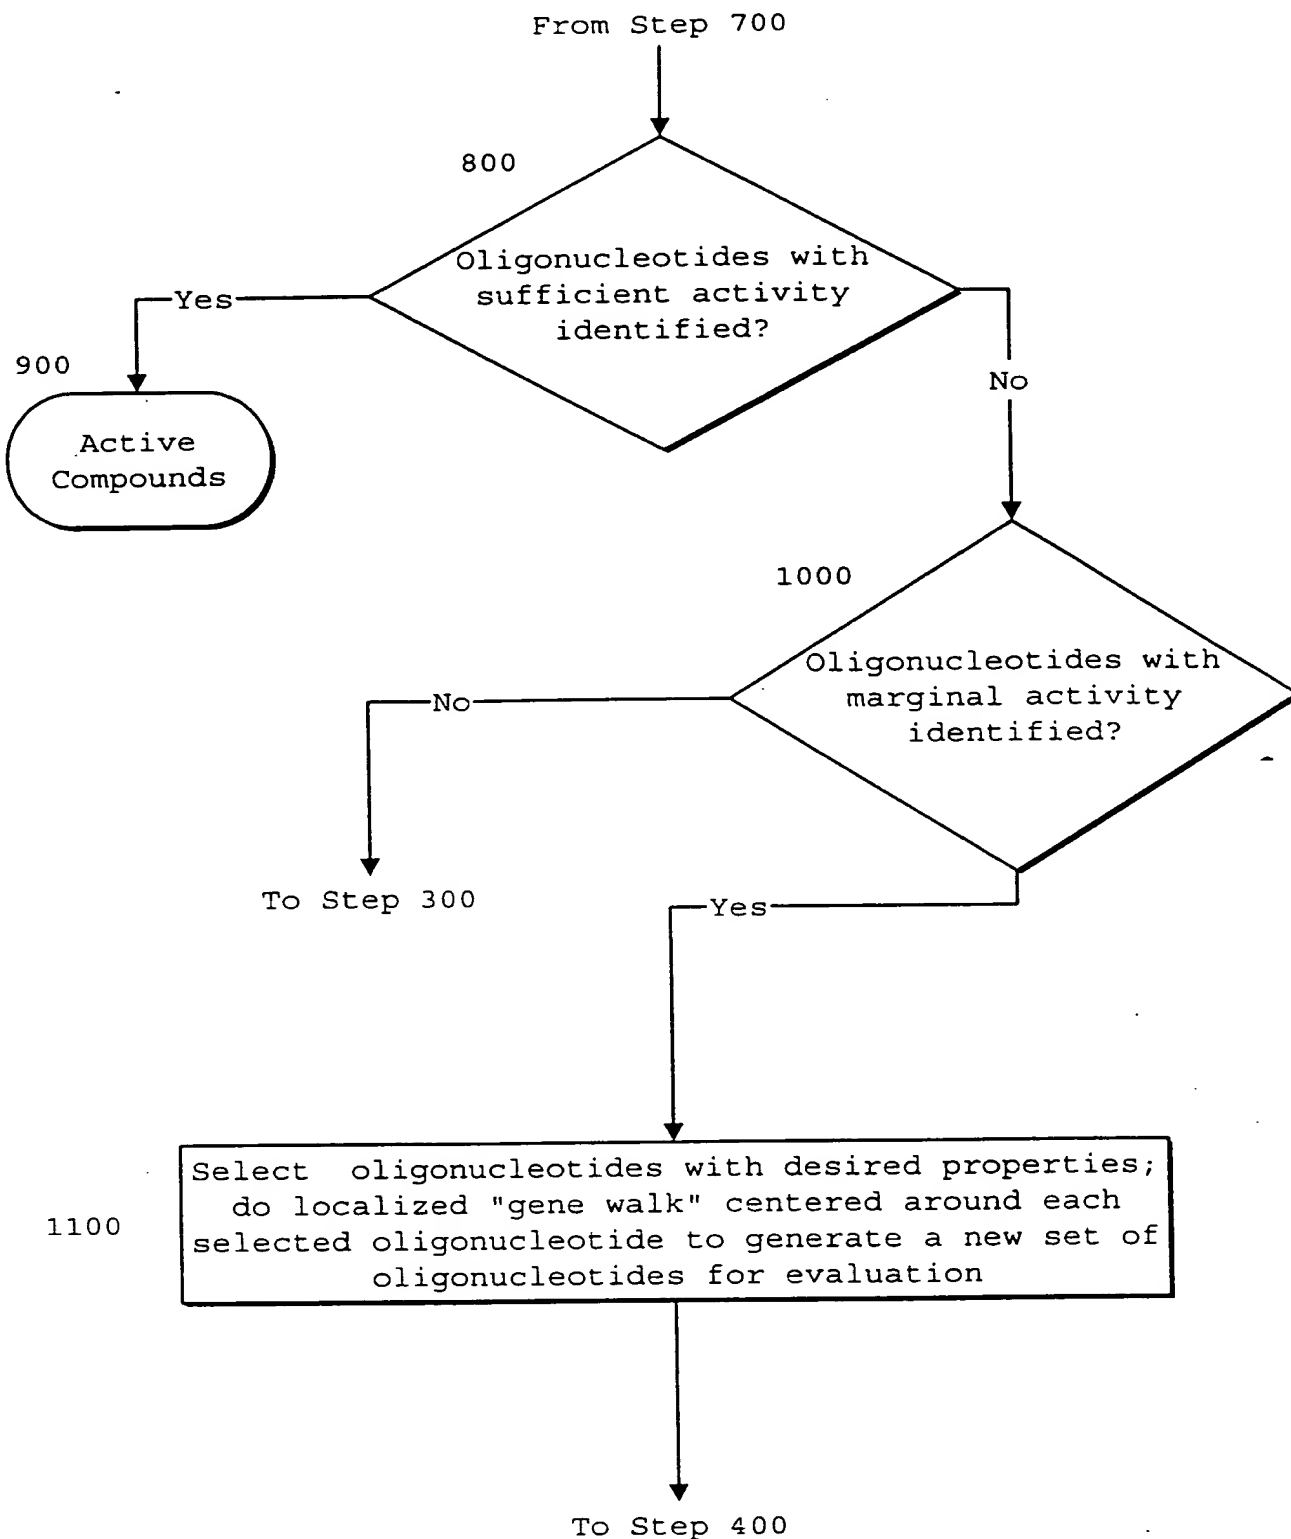 From Step 700
800
Oligonucleotides with
sufficient activity
identified?
Yes
No
900
Active
Compounds
1000
Oligonucleotides with
marginal activity
identified?
No
To Step 300
Yes
1100
Select oligonucleotides with desired properties;
do localized "gene walk" centered around each
selected oligonucleotide to generate a new set of
oligonucleotides for evaluation
To Step 400